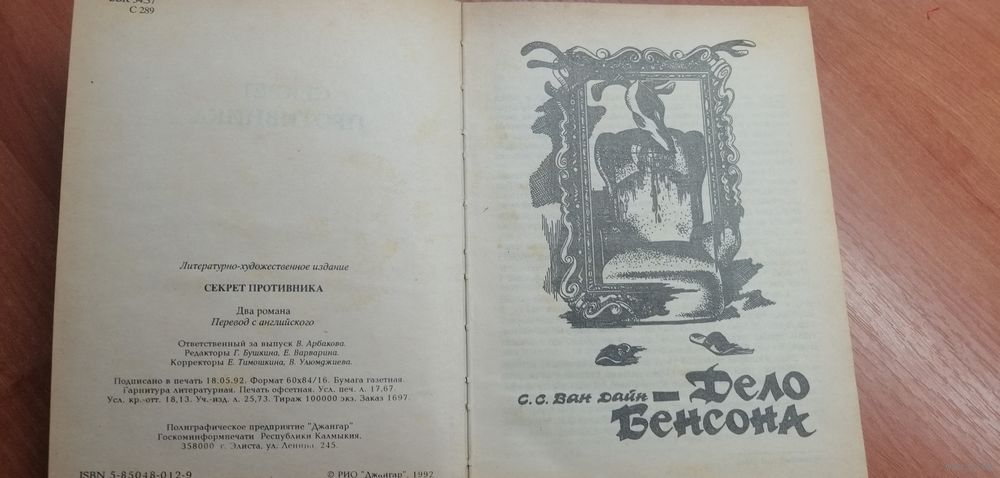 С 289
Литературно-художественное издание
СЕКРЕТ ПРОТИВНИКА
Два романа
Перевод с английского
Ответственный за выпуск В. Арбакова.
Редакторы Г. Бушкина, Е. Варварина.
Корректоры Е. Тимошкина, В. Улюмджиева.
Подписано в печать 18.05.92. Формат 60x84/16. Бумага газетная.
Гарнитура литературная. Печать офсетная. Усл. печ. л. 17,67.
Усл. кр.-отт. 18,13. Уч.-изд. л. 25,73. Тираж 100000 экз. Заказ 1697.
Полиграфическое предприятие "Джангар"
Госкоминформпечати Республики Калмыкия.
358000 г. Элиста, ул. Ленина, 245.
ISBN 5-85048-012-9
© РИО "Джангар", 1992
С. С. Ван Дайн — Дело
Бенсона